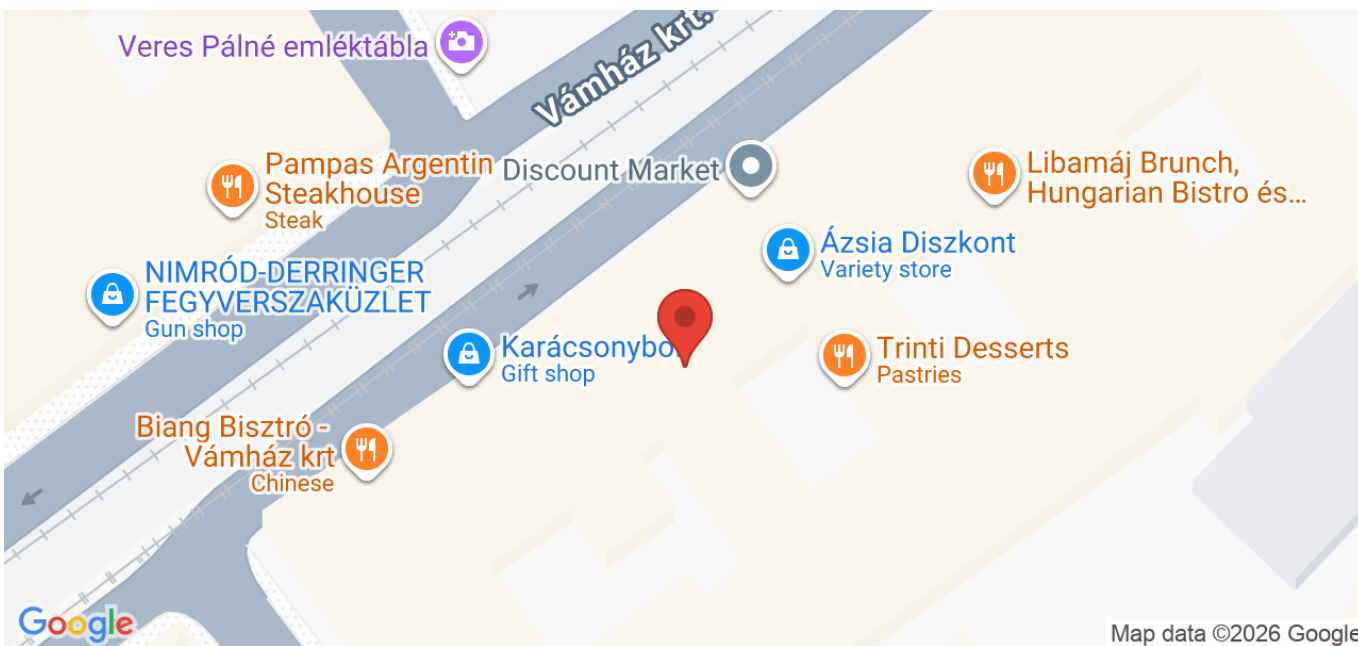 Veres Pálné emléktábla
Vámház krt.
Pampas Argentin
Steakhouse
Steak
Discount Market
Libamáj Brunch,
Hungarian Bistro és...
Ázsia Diszkont
Variety store
NIMRÓD-DERRINGER
FEGYVERSZAKÜZLET
Gun shop
Gift shop
Trinti Desserts
Pastries
Biang Bisztró -
Vámház krt
Chinese
Google
Map data ©2026 Google